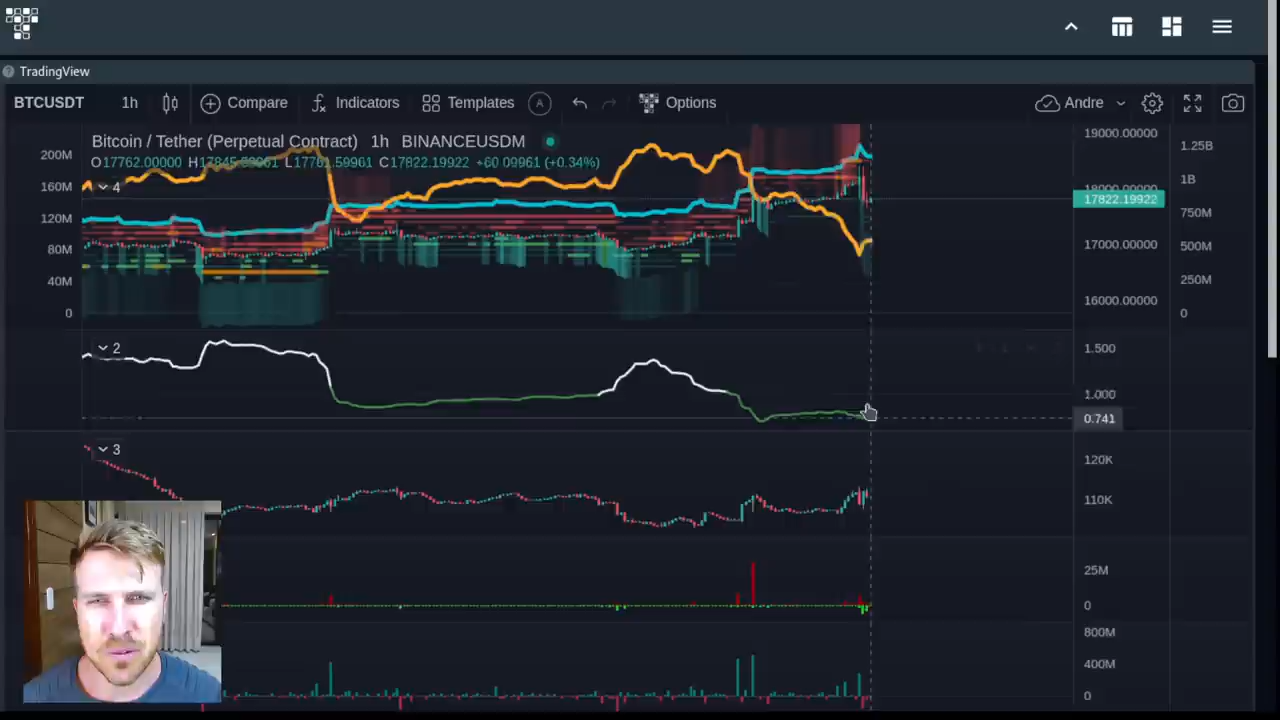 TradingView
BTCUSDT 1h Compare Indicators Templates A Options Andre
Bitcoin / Tether (Perpetual Contract) 1h BINANCEUSDM
O17762.00000 H17845.59961 L17761.59961 C17822.19922 +60.09961 (+0.34%)
4
200M
160M
120M
80M
40M
0
19000.00000
18000.00000
17822.19922
17000.00000
16000.00000
1.25B
1B
750M
500M
250M
0
2
1.500
1.000
0.741
3
120K
110K
25M
0
800M
400M
0